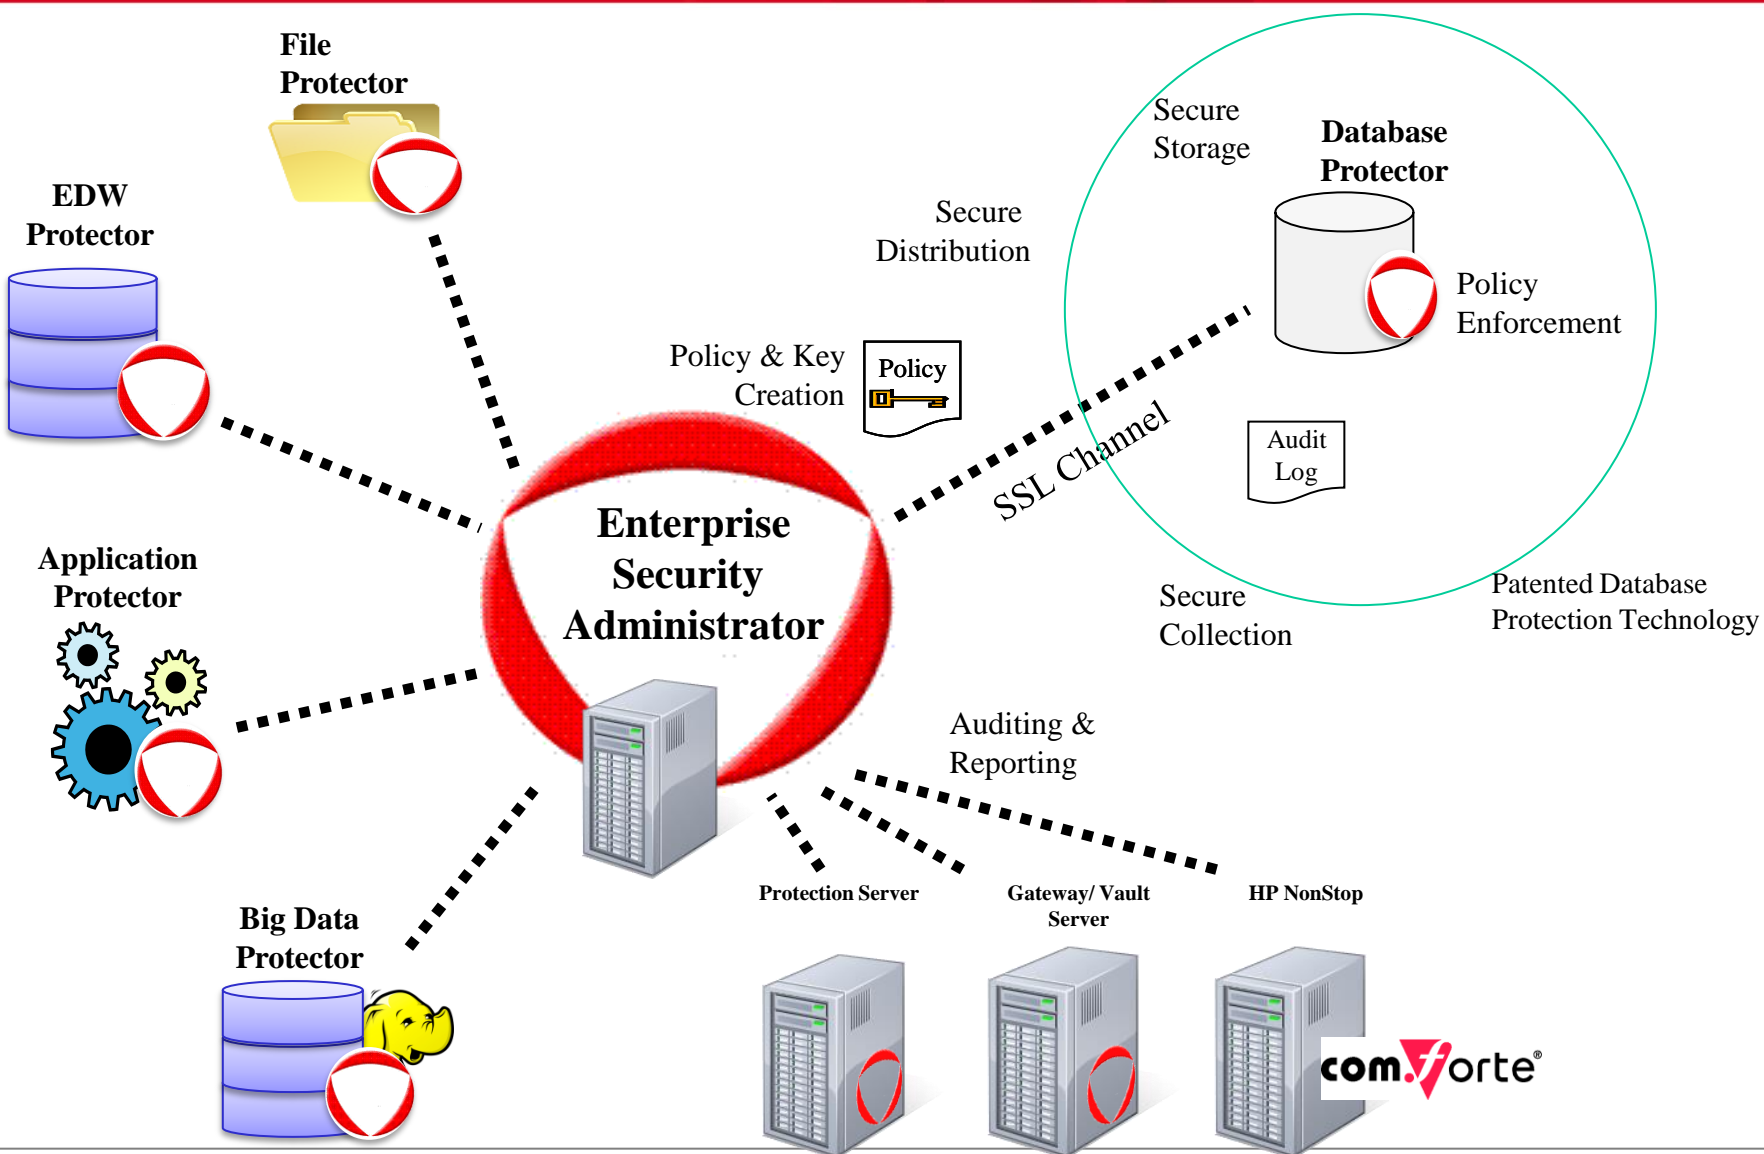 File
Protector
EDW
Protector
Secure
Storage
Database
Protector
Secure
Distribution
Policy
Enforcement
Policy & Key
Creation
Policy
SSL Channel
Audit
Log
Enterprise
Security
Administrator
Application
Protector
Secure
Collection
Patented Database
Protection Technology
Auditing &
Reporting
Big Data
Protector
Protection Server
Gateway/ Vault
Server
HP NonStop
com.forte®